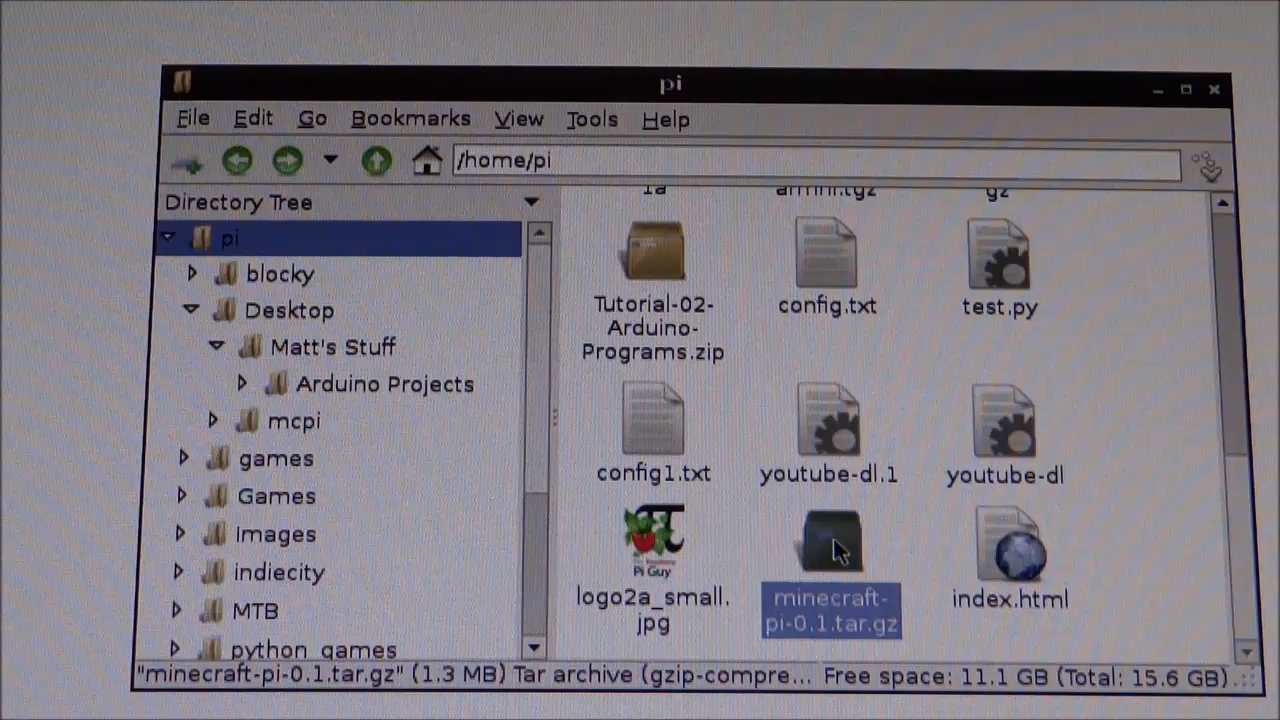 pi
File Edit Go Bookmarks View Tools Help
/home/pi
Directory Tree
pi
blocky
Desktop
Matt's Stuff
Arduino Projects
mcpi
games
Games
Images
indiecity
MTB
python_games
gz
Tutorial-02-
Arduino-
Programs.zip
config.txt
test.py
config1.txt
youtube-dl.1
youtube-dl
Pi Guy
logo2a_small.
jpg
minecraft-
pi-0.1.tar.gz
index.html
"minecraft-pi-0.1.tar.gz" (1.3 MB) Tar archive (gzip-compre... Free space: 11.1 GB (Total: 15.6 GB)